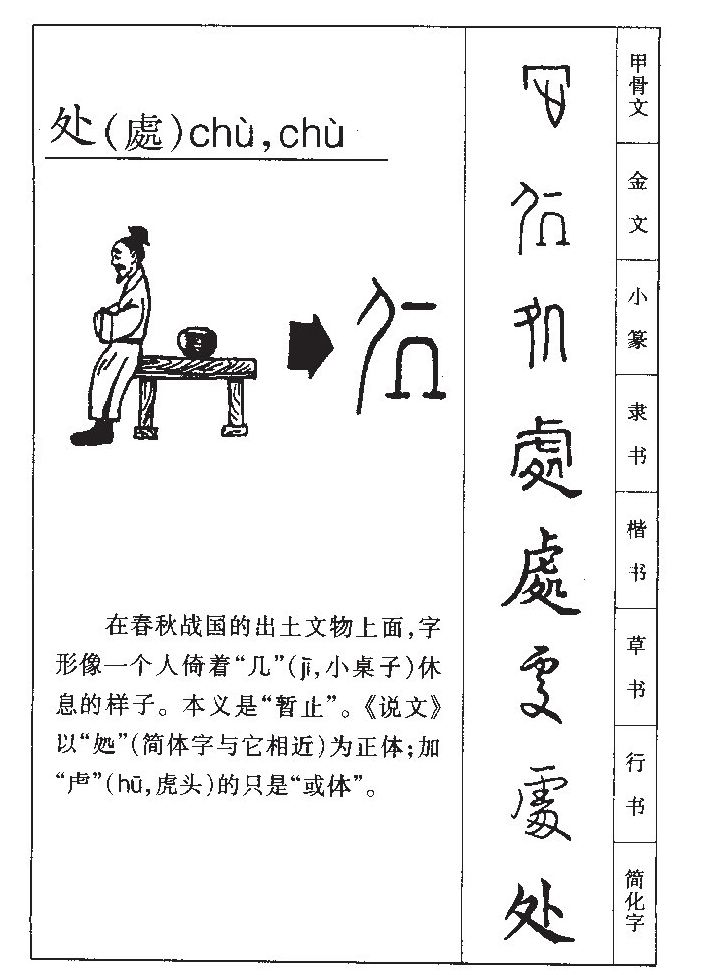 处(處)chù,chù
在春秋战国的出土文物上面,字
形像一个人倚着“几”(jī,小桌子)休
息的样子。本义是“暂止”。《说文》
以“処”(简体字与它相近)为正体;加
“虍”(hū,虎头)的只是“或体”。
甲骨文
金文
小篆
隶书
處
楷书
處
草书
行书
處
简化字
处